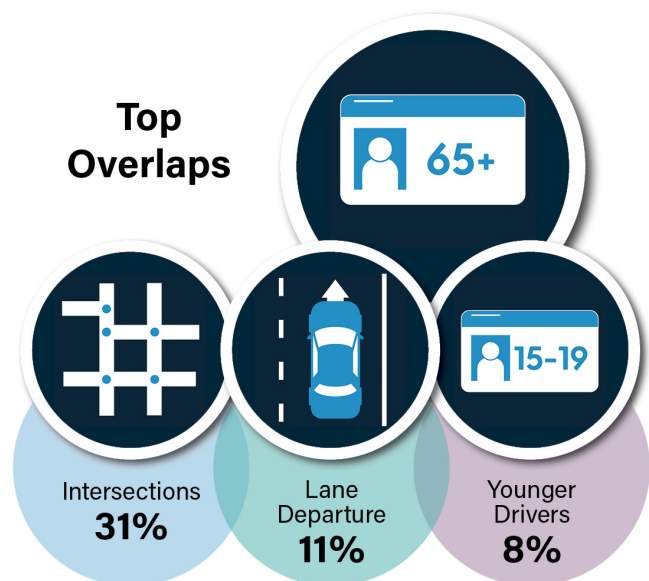 Top
Overlaps
65+
15-19
Intersections
31%
Lane
Departure
11%
Younger
Drivers
8%